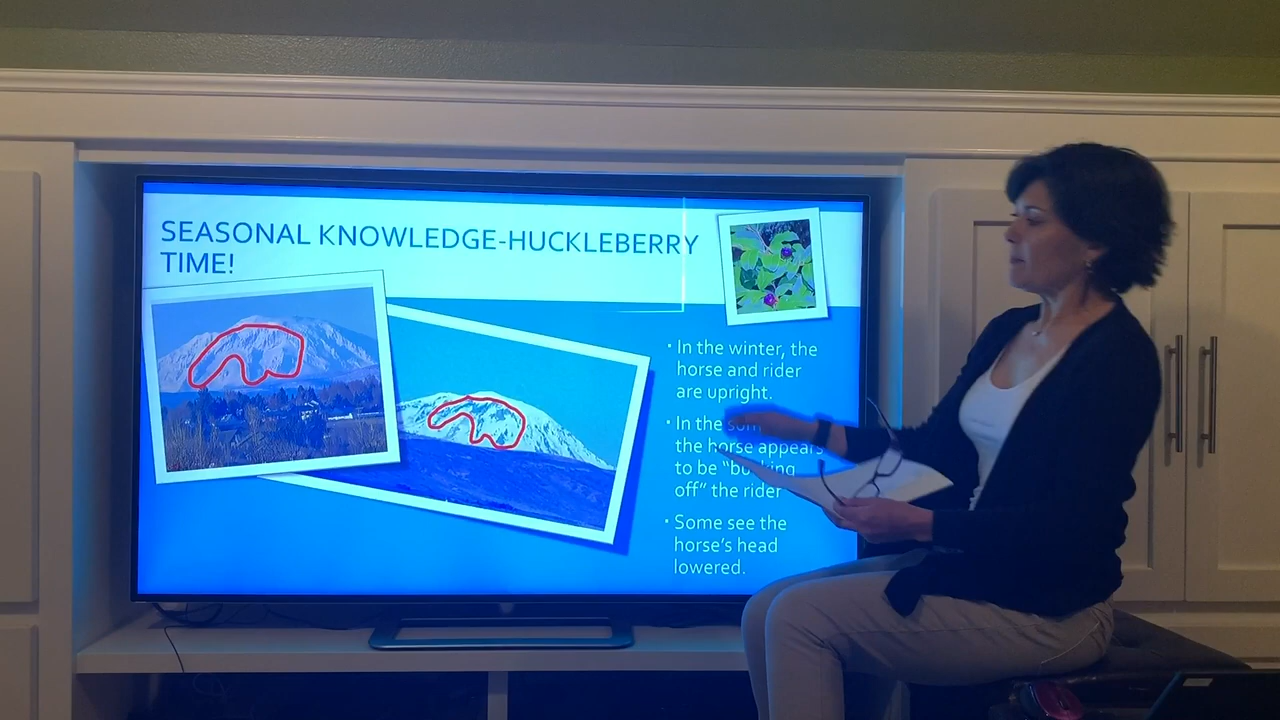 SEASONAL KNOWLEDGE-HUCKLEBERRY
TIME!
· In the winter, the
horse and rider
are upright.
· In the
the horse appears
to be "bucking
off" the rider
· Some see the
horse's head
lowered.